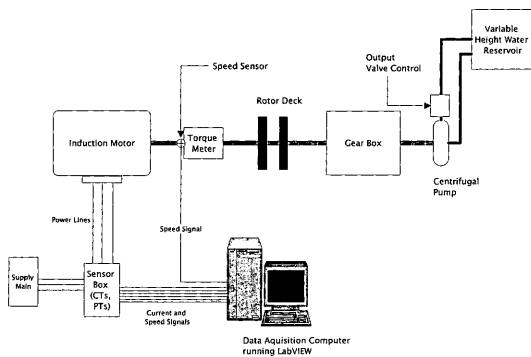 Variable
Height Water
Reservoir
Output
Valve Control
Speed Sensor
Rotor Deck
Induction Motor
Torque
Meter
Gear Box
Centrifugal
Pump
Power Lines
Speed Signal
Supply
Main
Sensor
Box
(CTs,
PTs)
Current and
Speed Signals
Data Aquisition Computer
running LabVIEW